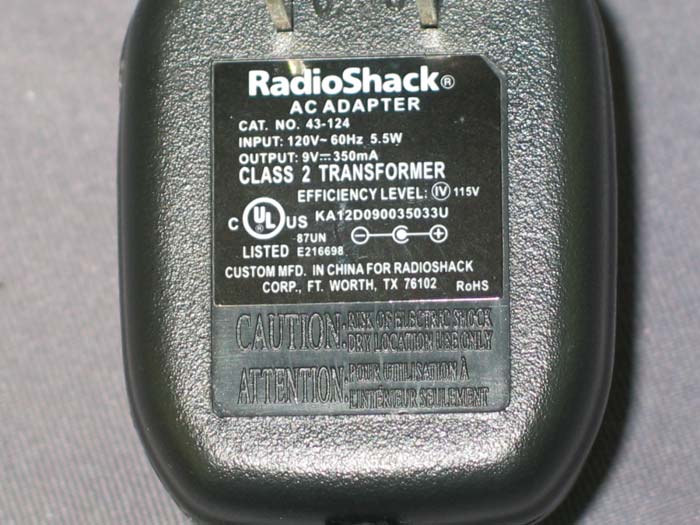 RadioShack®
AC ADAPTER
CAT. NO. 43-124
INPUT: 120V~ 60Hz 5.5W
OUTPUT: 9V⎓350mA
CLASS 2 TRANSFORMER
EFFICIENCY LEVEL: IV 115V
C UL US KA12D090035033U
87UN
LISTED E216698
CUSTOM MFD. IN CHINA FOR RADIOSHACK
CORP., FT. WORTH, TX 76102 RoHS
CAUTION: RISK OF ELECTRIC SHOCK
DRY LOCATION USE ONLY
ATTENTION: POUR UTILISATION À
L'INTÉRIEUR SEULEMENT